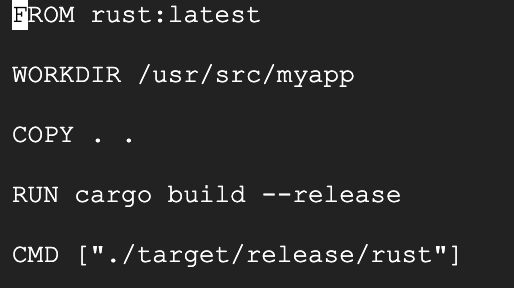 FROM rust:latest
WORKDIR /usr/src/myapp
COPY . .
RUN cargo build --release
CMD ["./target/release/rust"]